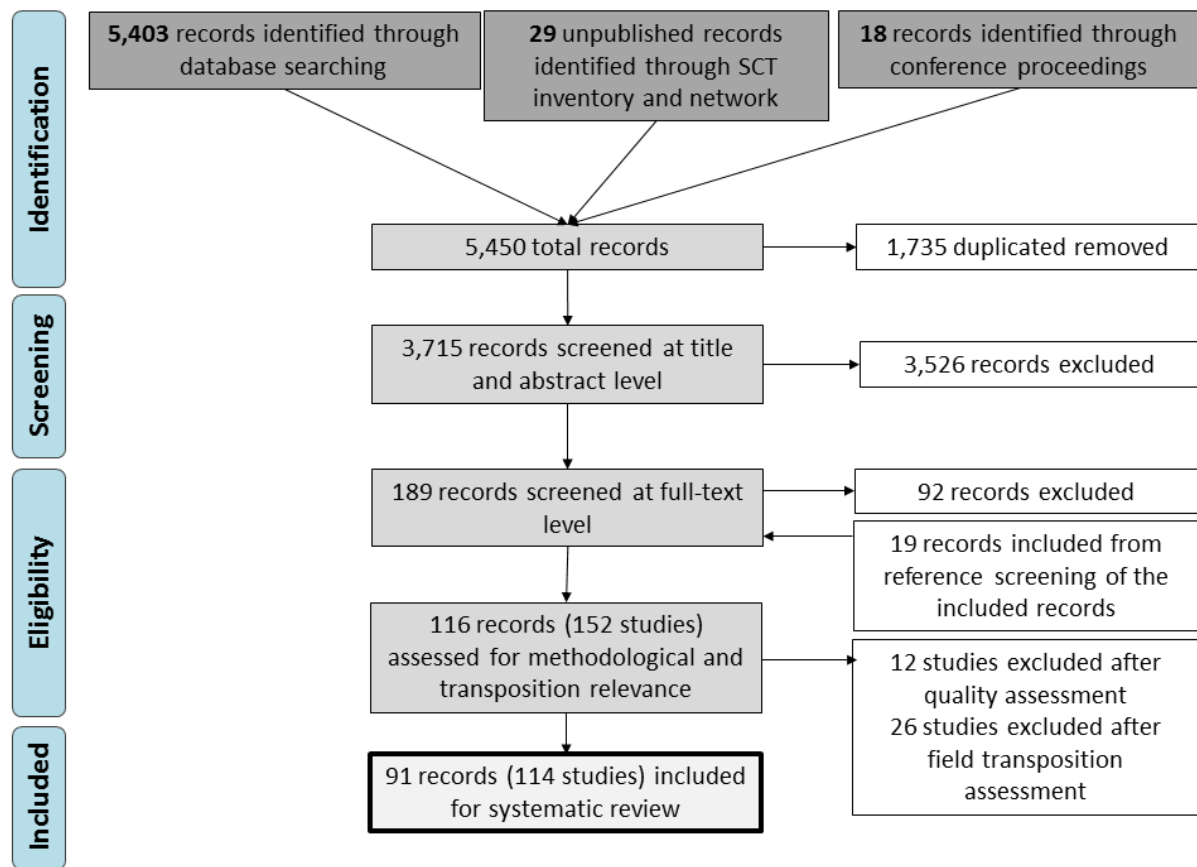 5,403 records identified through
database searching
29 unpublished records
identified through SCT
inventory and network
18 records identified through
conference proceedings
Identification
5,450 total records
1,735 duplicated removed
Screening
3,715 records screened at title
and abstract level
3,526 records excluded
Eligibility
189 records screened at full-text
level
92 records excluded
19 records included from
reference screening of the
included records
116 records (152 studies)
assessed for methodological and
transposition relevance
12 studies excluded after
quality assessment
26 studies excluded after
field transposition
assessment
Included
91 records (114 studies) included
for systematic review